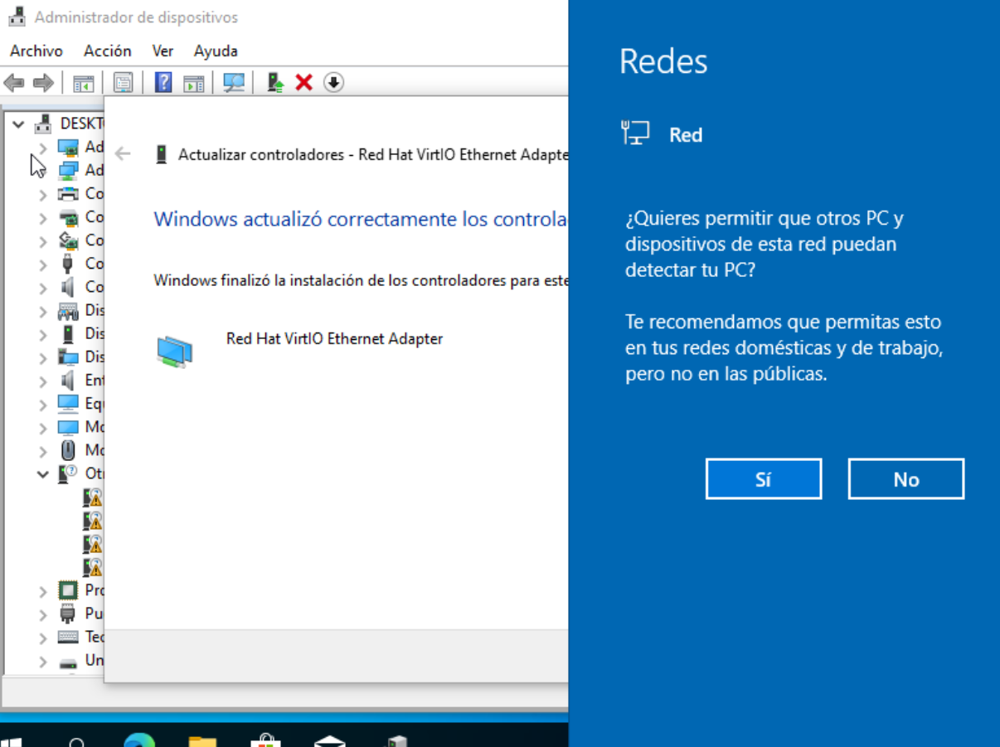 Administrador de dispositivos
Archivo Acción Ver Ayuda
DESKT
Ad
Ad
Co
Co
Co
Co
Co
Dis
Dis
Dis
Ent
Equ
Mo
Mo
Otr
Pro
Pu
Tec
Un
Actualizar controladores - Red Hat VirtIO Ethernet Adapte
Windows actualizó correctamente los controla
Windows finalizó la instalación de los controladores para este
Red Hat VirtIO Ethernet Adapter
Redes
Red
¿Quieres permitir que otros PC y
dispositivos de esta red puedan
detectar tu PC?
Te recomendamos que permitas esto
en tus redes domésticas y de trabajo,
pero no en las públicas.
Sí No